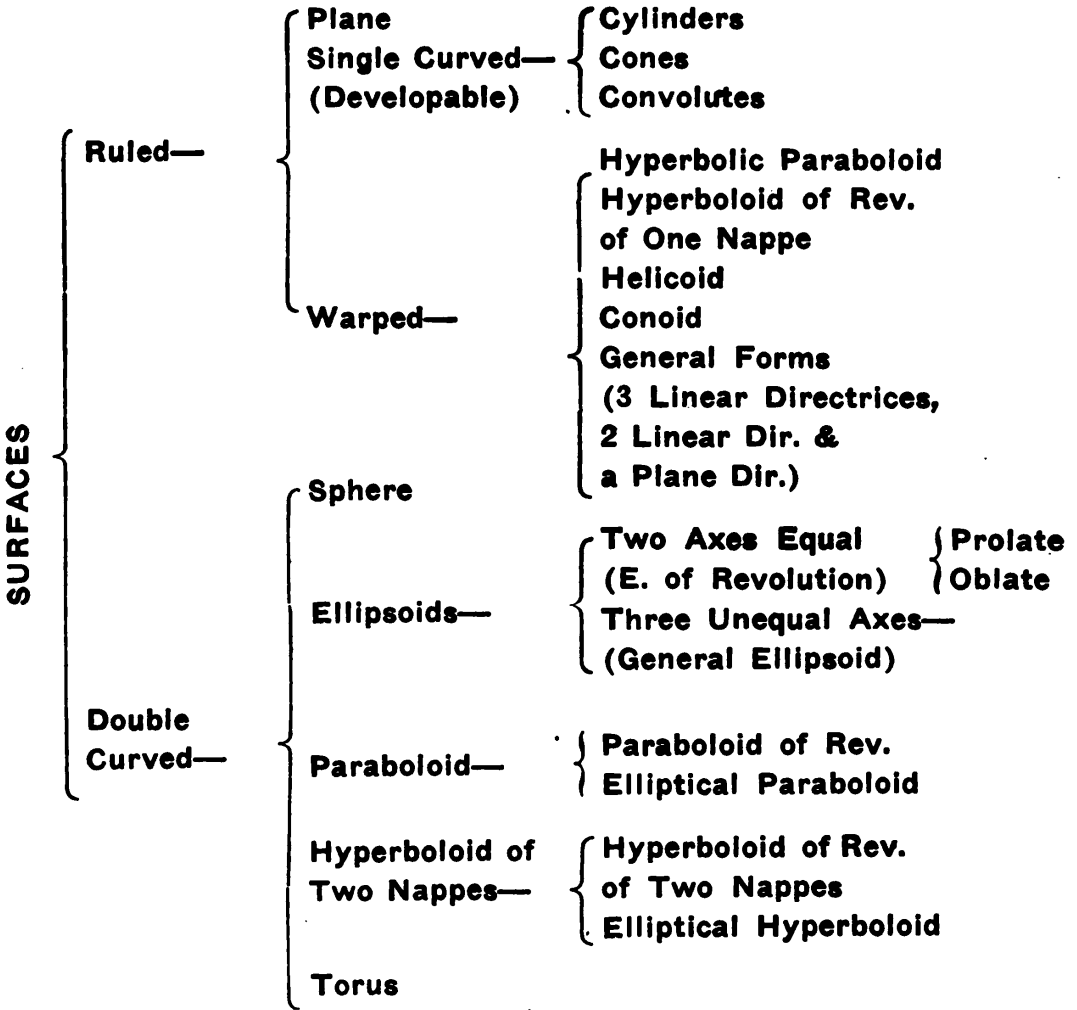 SURFACES
Ruled—
Plane
Single Curved—
(Developable)
Cylinders
Cones
Convolutes
Warped—
Hyperbolic Paraboloid
Hyperboloid of Rev.
of One Nappe
Helicoid
Conoid
General Forms
(3 Linear Directrices,
2 Linear Dir. &
a Plane Dir.)
Double
Curved—
Sphere
Ellipsoids—
Two Axes Equal
(E. of Revolution)
Prolate
Oblate
Three Unequal Axes—
(General Ellipsoid)
Paraboloid—
Paraboloid of Rev.
Elliptical Paraboloid
Hyperboloid of
Two Nappes—
Hyperboloid of Rev.
of Two Nappes
Elliptical Hyperboloid
Torus